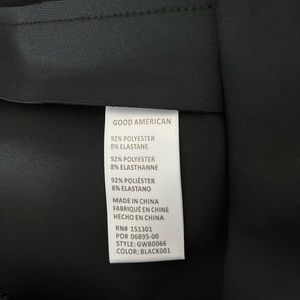 GOOD AMERICAN
92% POLYESTER
8% ELASTANE
92% POLYESTER
8% ELASTHANNE
92% POLIÉSTER
8% ELASTANO
MADE IN CHINA
FABRIQUÉ EN CHINE
HECHO EN CHINA
RN# 151301
PO# 06895-00
STYLE: GWB0066
COLOR: BLACK001